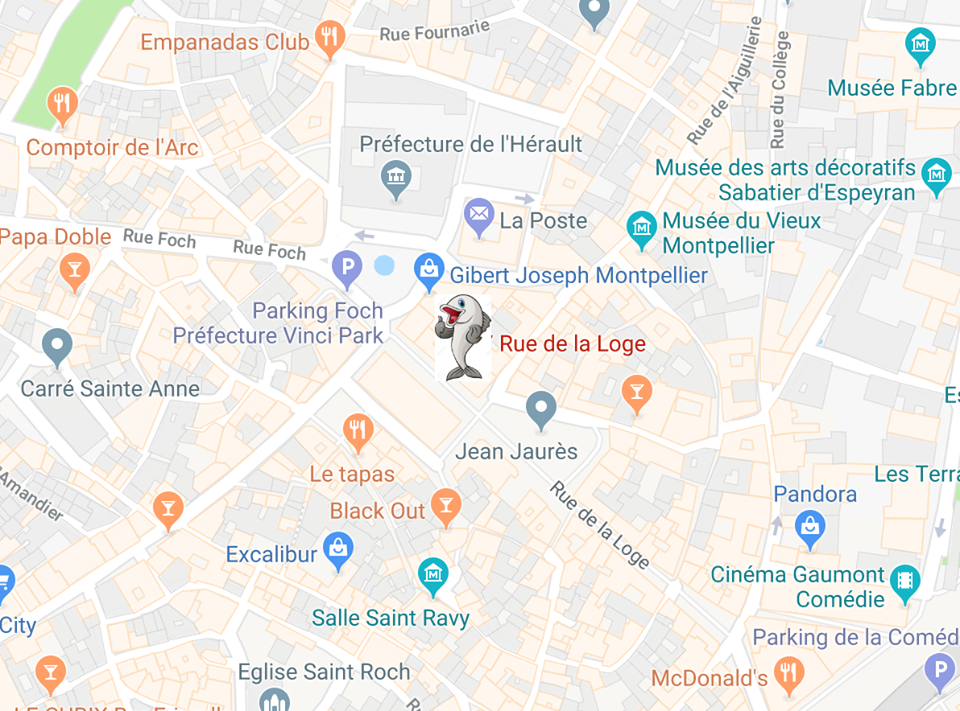 Empanadas Club
Rue Fournarie
Rue de l'Aiguillerie
Rue du Collège
Musée Fabre
Comptoir de l'Arc
Préfecture de l'Hérault
Musée des arts décoratifs
Sabatier d'Espeyran
La Poste
Musée du Vieux
Montpellier
Papa Doble
Rue Foch
Rue Foch
P
Gibert Joseph Montpellier
Parking Foch
Préfecture Vinci Park
Rue de la Loge
Carré Sainte Anne
Jean Jaurès
Le tapas
Les Terra
Amandier
Black Out
Rue de la Loge
Pandora
Excalibur
Cinéma Gaumont
Comédie
Salle Saint Ravy
City
Parking de la Coméd
Eglise Saint Roch
McDonald's
P